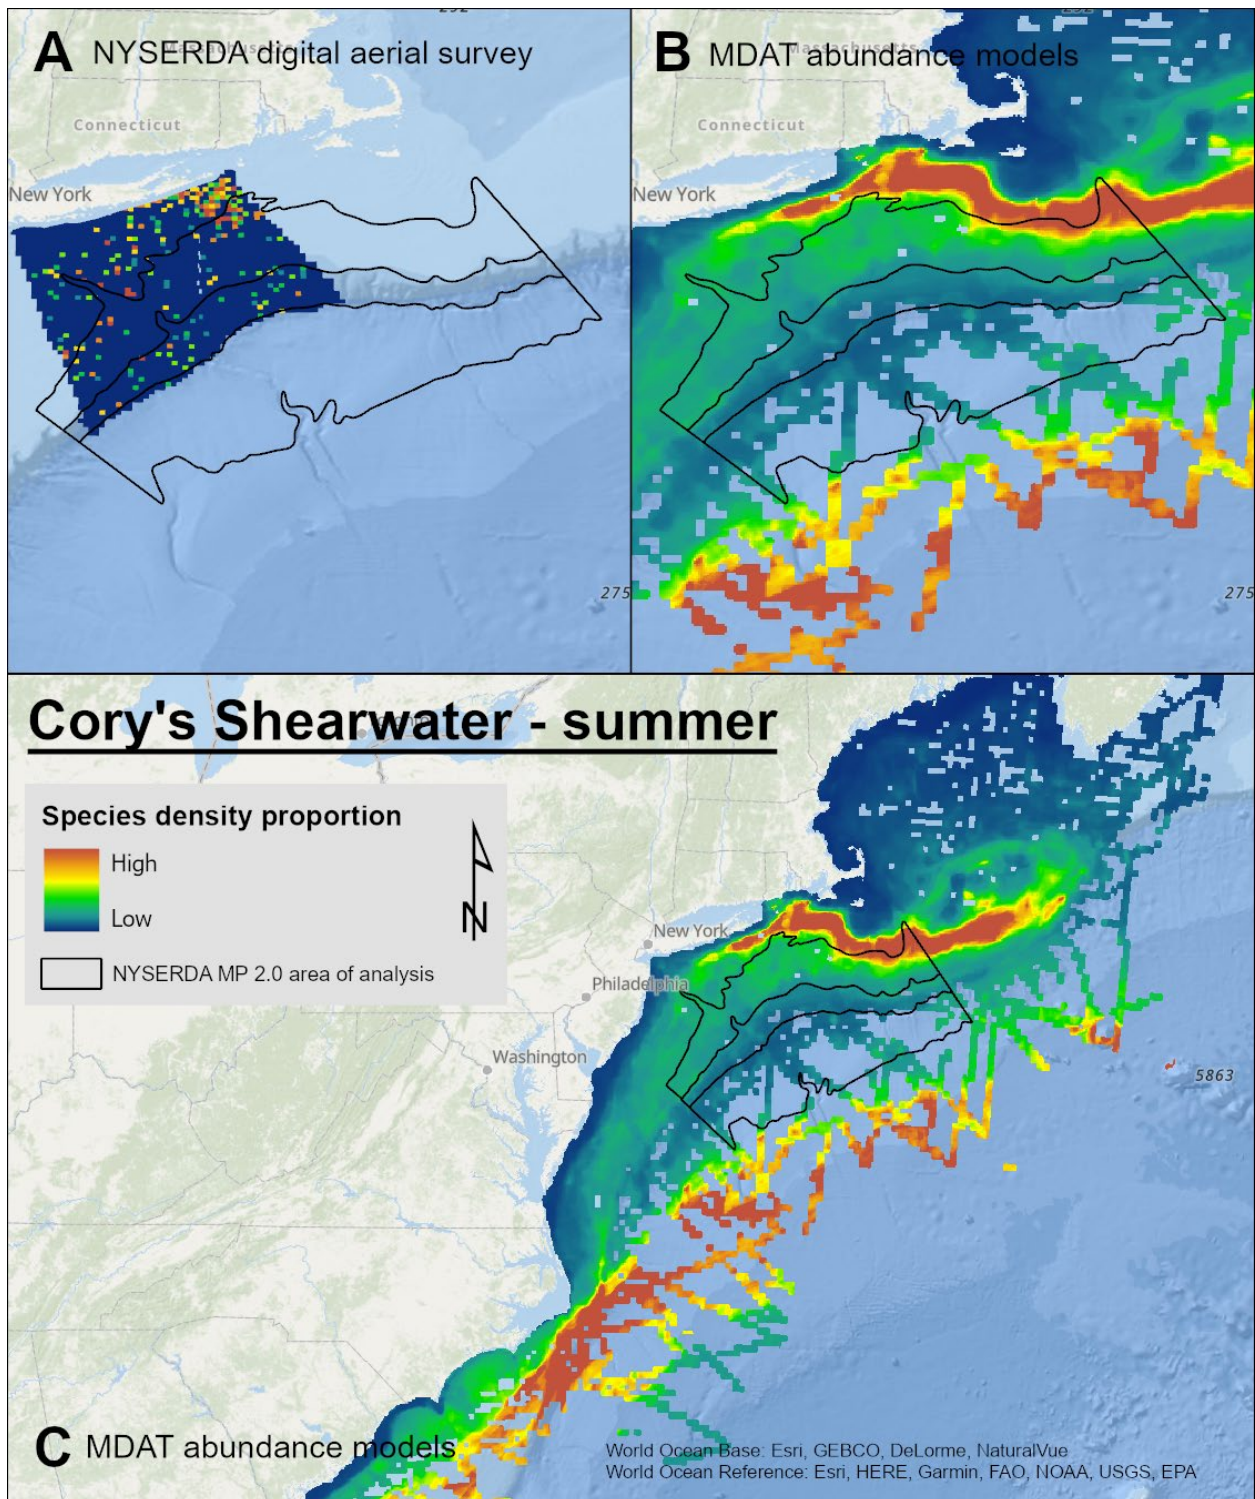 A NYSERDA digital aerial survey
Massachusetts
Connecticut
New York
275
B MDAT abundance models
Massachusetts
Connecticut
New York
275
Cory's Shearwater - summer
Species density proportion
High
Low
N
NYSERDA MP 2.0 area of analysis
New York
Philadelphia
Washington
5863
C MDAT abundance models
World Ocean Base: Esri, GEBCO, DeLorme, NaturalVue
World Ocean Reference: Esri, HERE, Garmin, FAO, NOAA, USGS, EPA